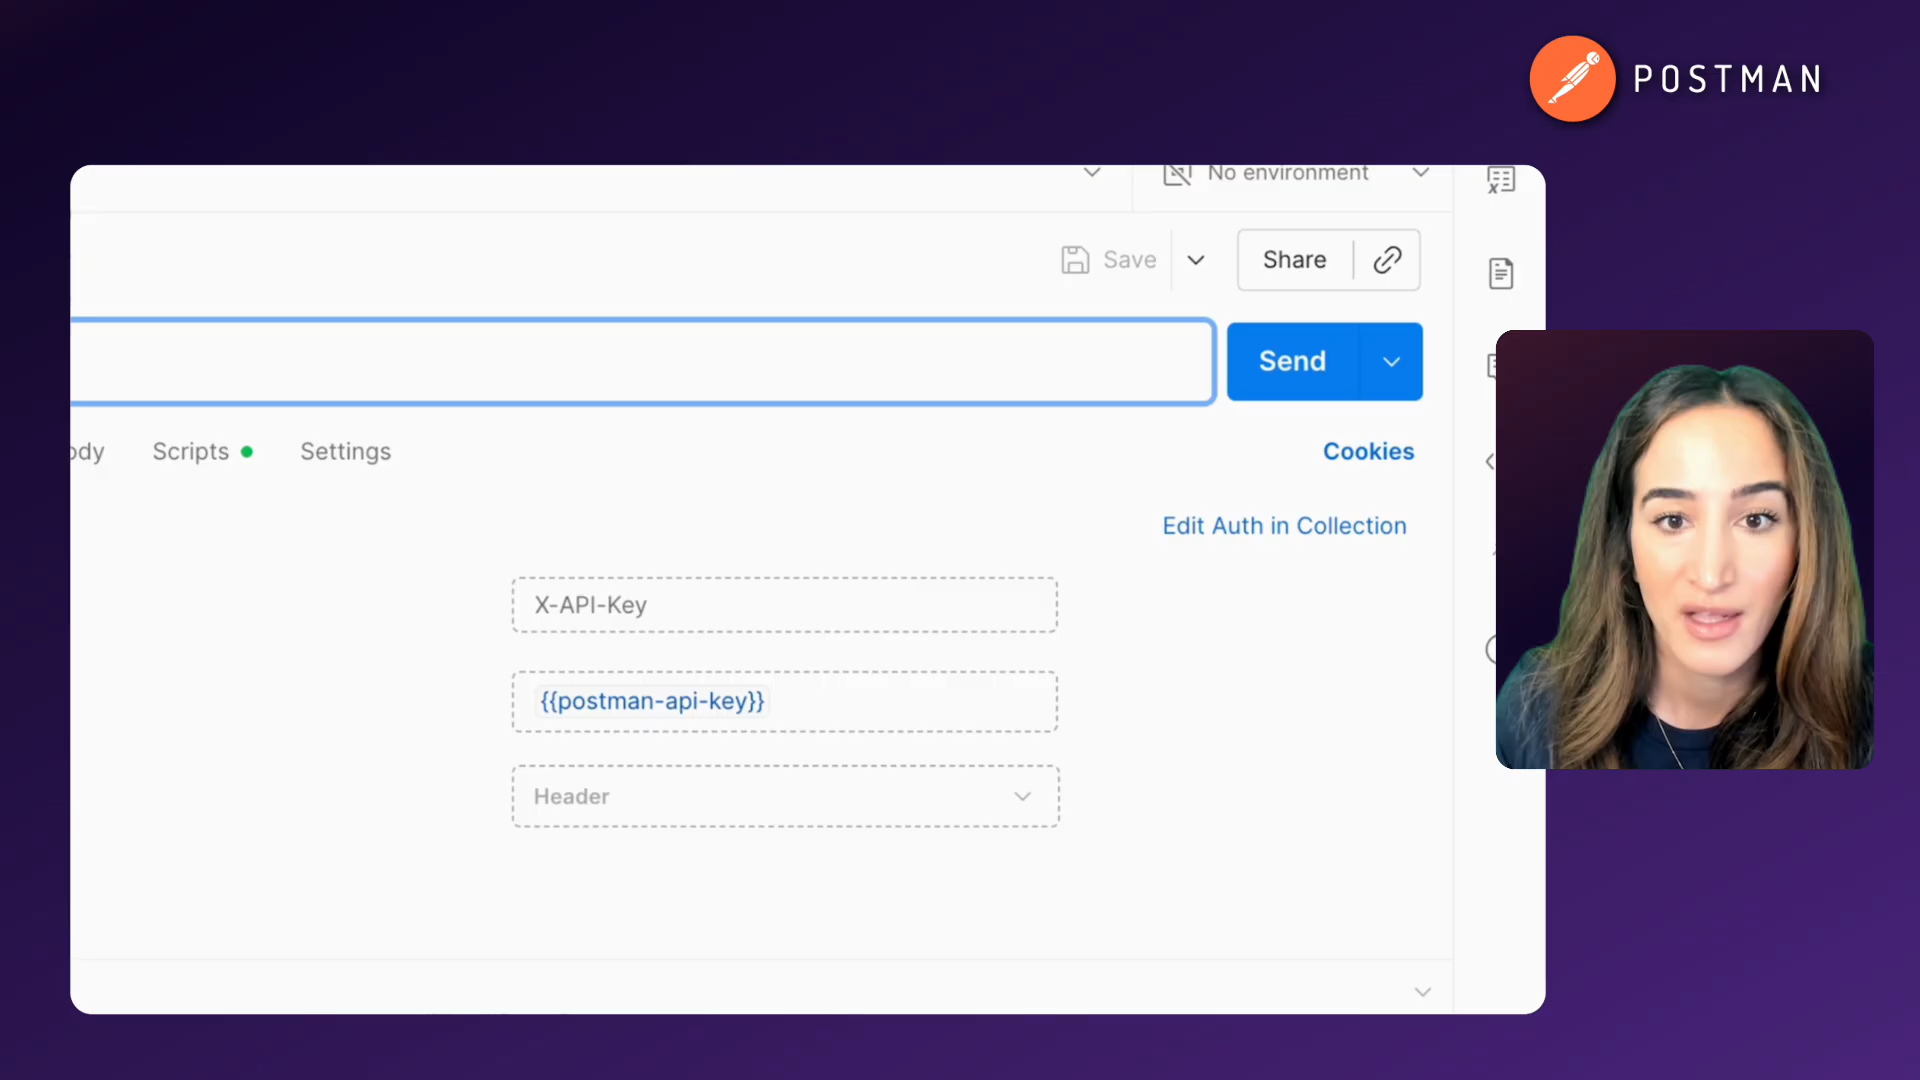 POSTMAN
No environment
Save
Share
Send
ody
Scripts
Settings
Cookies
Edit Auth in Collection
X-API-Key
{{postman-api-key}}
Header